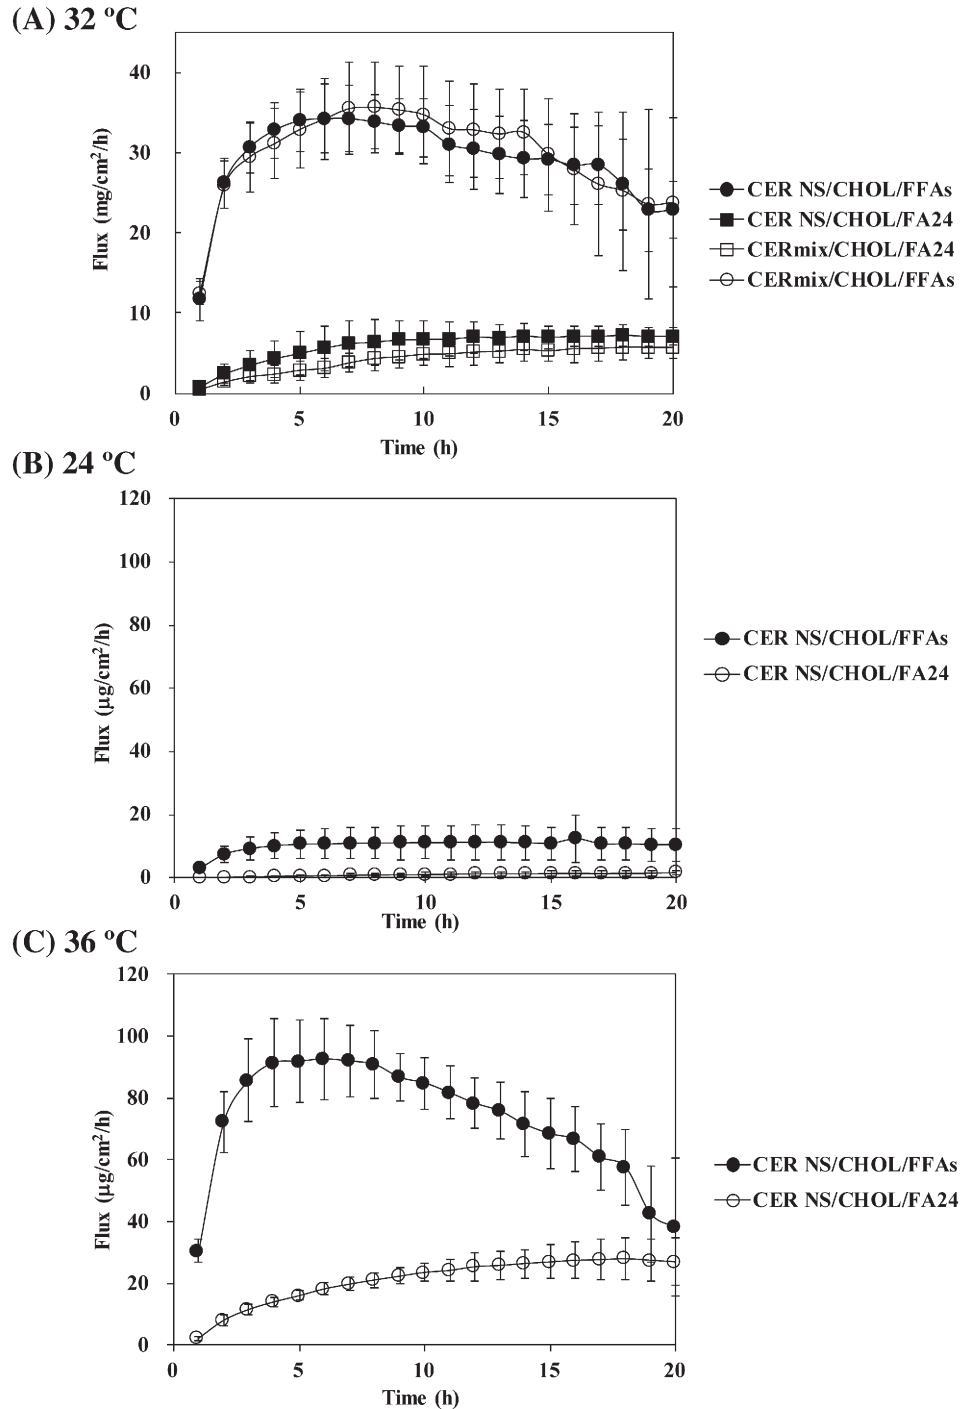 (A) 32 ºC
40
30
20
10
0
Flux (mg/cm²/h)
0 5 10 15 20
Time (h)
CER NS/CHOL/FFAs
CER NS/CHOL/FA24
CERmix/CHOL/FA24
CERmix/CHOL/FFAs
(B) 24 ºC
120
100
80
60
40
20
0
Flux (µg/cm²/h)
0 5 10 15 20
Time (h)
CER NS/CHOL/FFAs
CER NS/CHOL/FA24
(C) 36 ºC
120
100
80
60
40
20
0
Flux (µg/cm²/h)
0 5 10 15 20
Time (h)
CER NS/CHOL/FFAs
CER NS/CHOL/FA24